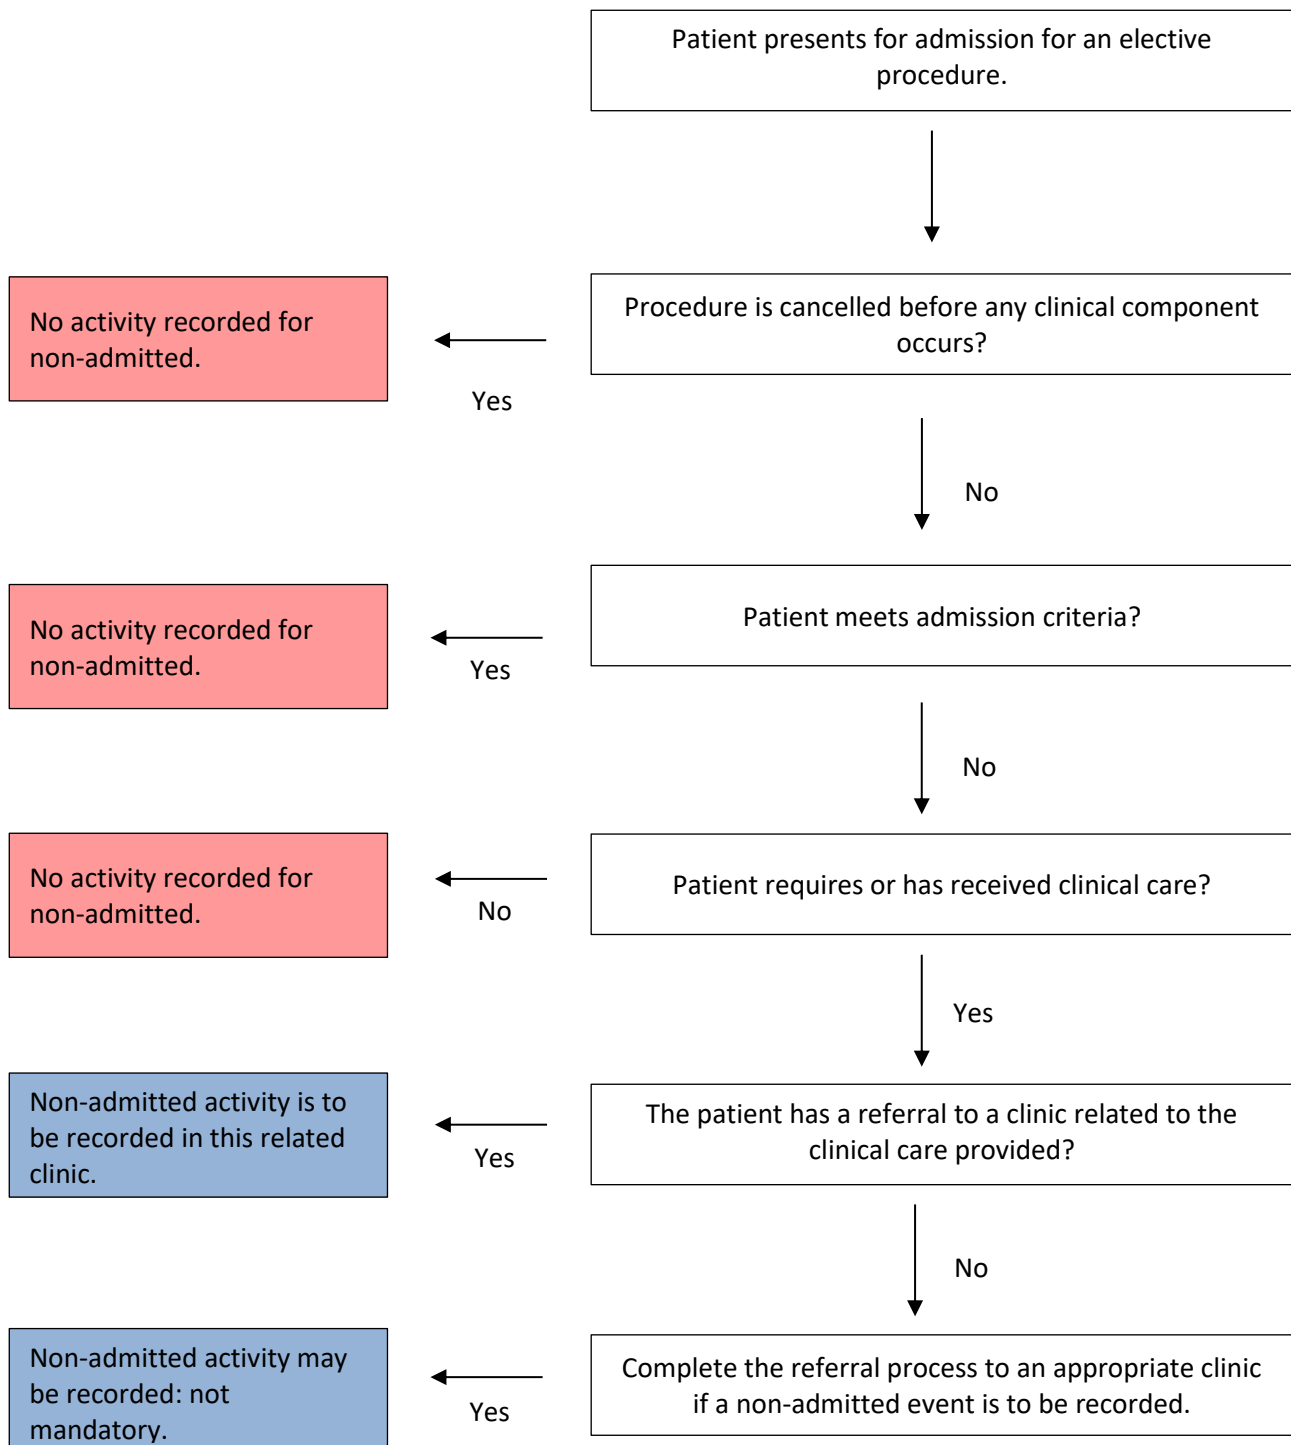 Patient presents for admission for an elective
procedure.
Procedure is cancelled before any clinical component
occurs?
No activity recorded for
non-admitted.
Yes
No
Patient meets admission criteria?
No activity recorded for
non-admitted.
Yes
No
Patient requires or has received clinical care?
No activity recorded for
non-admitted.
No
Yes
The patient has a referral to a clinic related to the
clinical care provided?
Non-admitted activity is to
be recorded in this related
clinic.
Yes
No
Complete the referral process to an appropriate clinic
if a non-admitted event is to be recorded.
Non-admitted activity may
be recorded: not
mandatory.
Yes